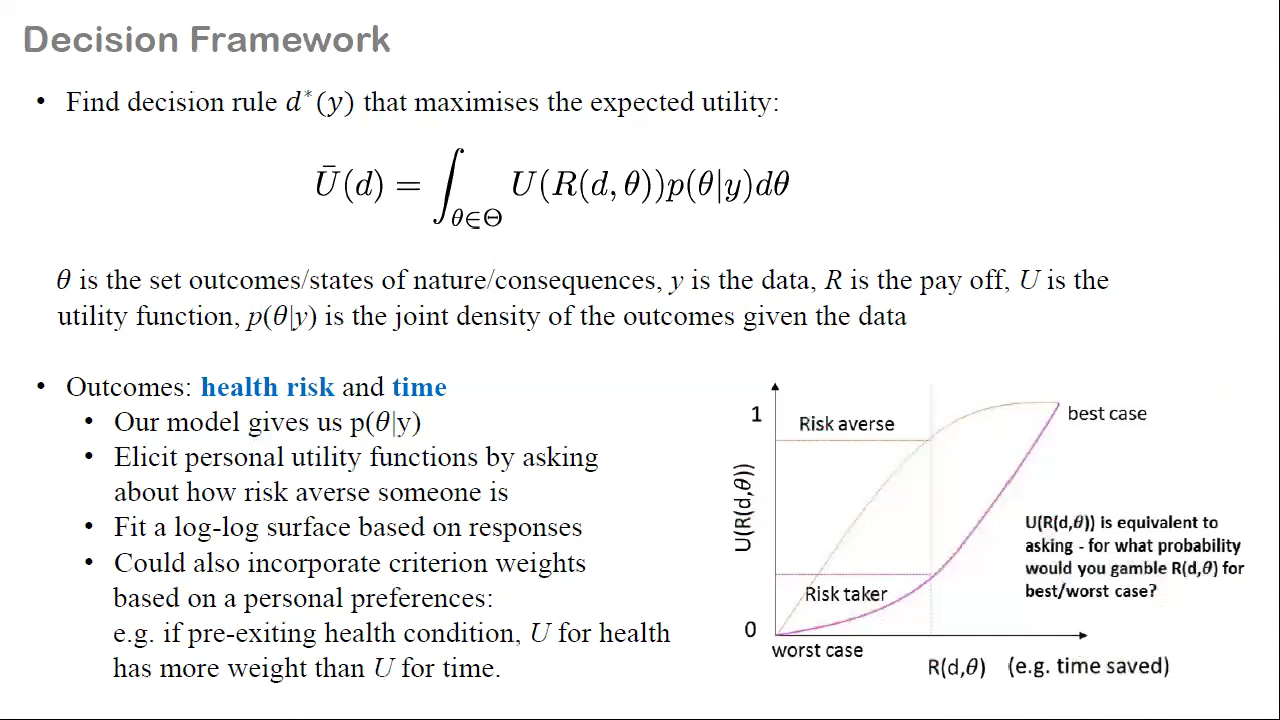 Decision Framework
• Find decision rule d*(y) that maximises the expected utility:
Ū(d) = ∫θ∈Θ U(R(d, θ))p(θ|y)dθ
θ is the set outcomes/states of nature/consequences, y is the data, R is the pay off, U is the
utility function, p(θ|y) is the joint density of the outcomes given the data
• Outcomes: health risk and time
• Our model gives us p(θ|y)
• Elicit personal utility functions by asking
about how risk averse someone is
• Fit a log-log surface based on responses
• Could also incorporate criterion weights
based on a personal preferences:
e.g. if pre-exiting health condition, U for health
has more weight than U for time.
1
Risk averse
best case
U(R(d,θ))
U(R(d,θ)) is equivalent to
asking - for what probability
would you gamble R(d,θ) for
best/worst case?
Risk taker
0
worst case
R(d,θ) (e.g. time saved)